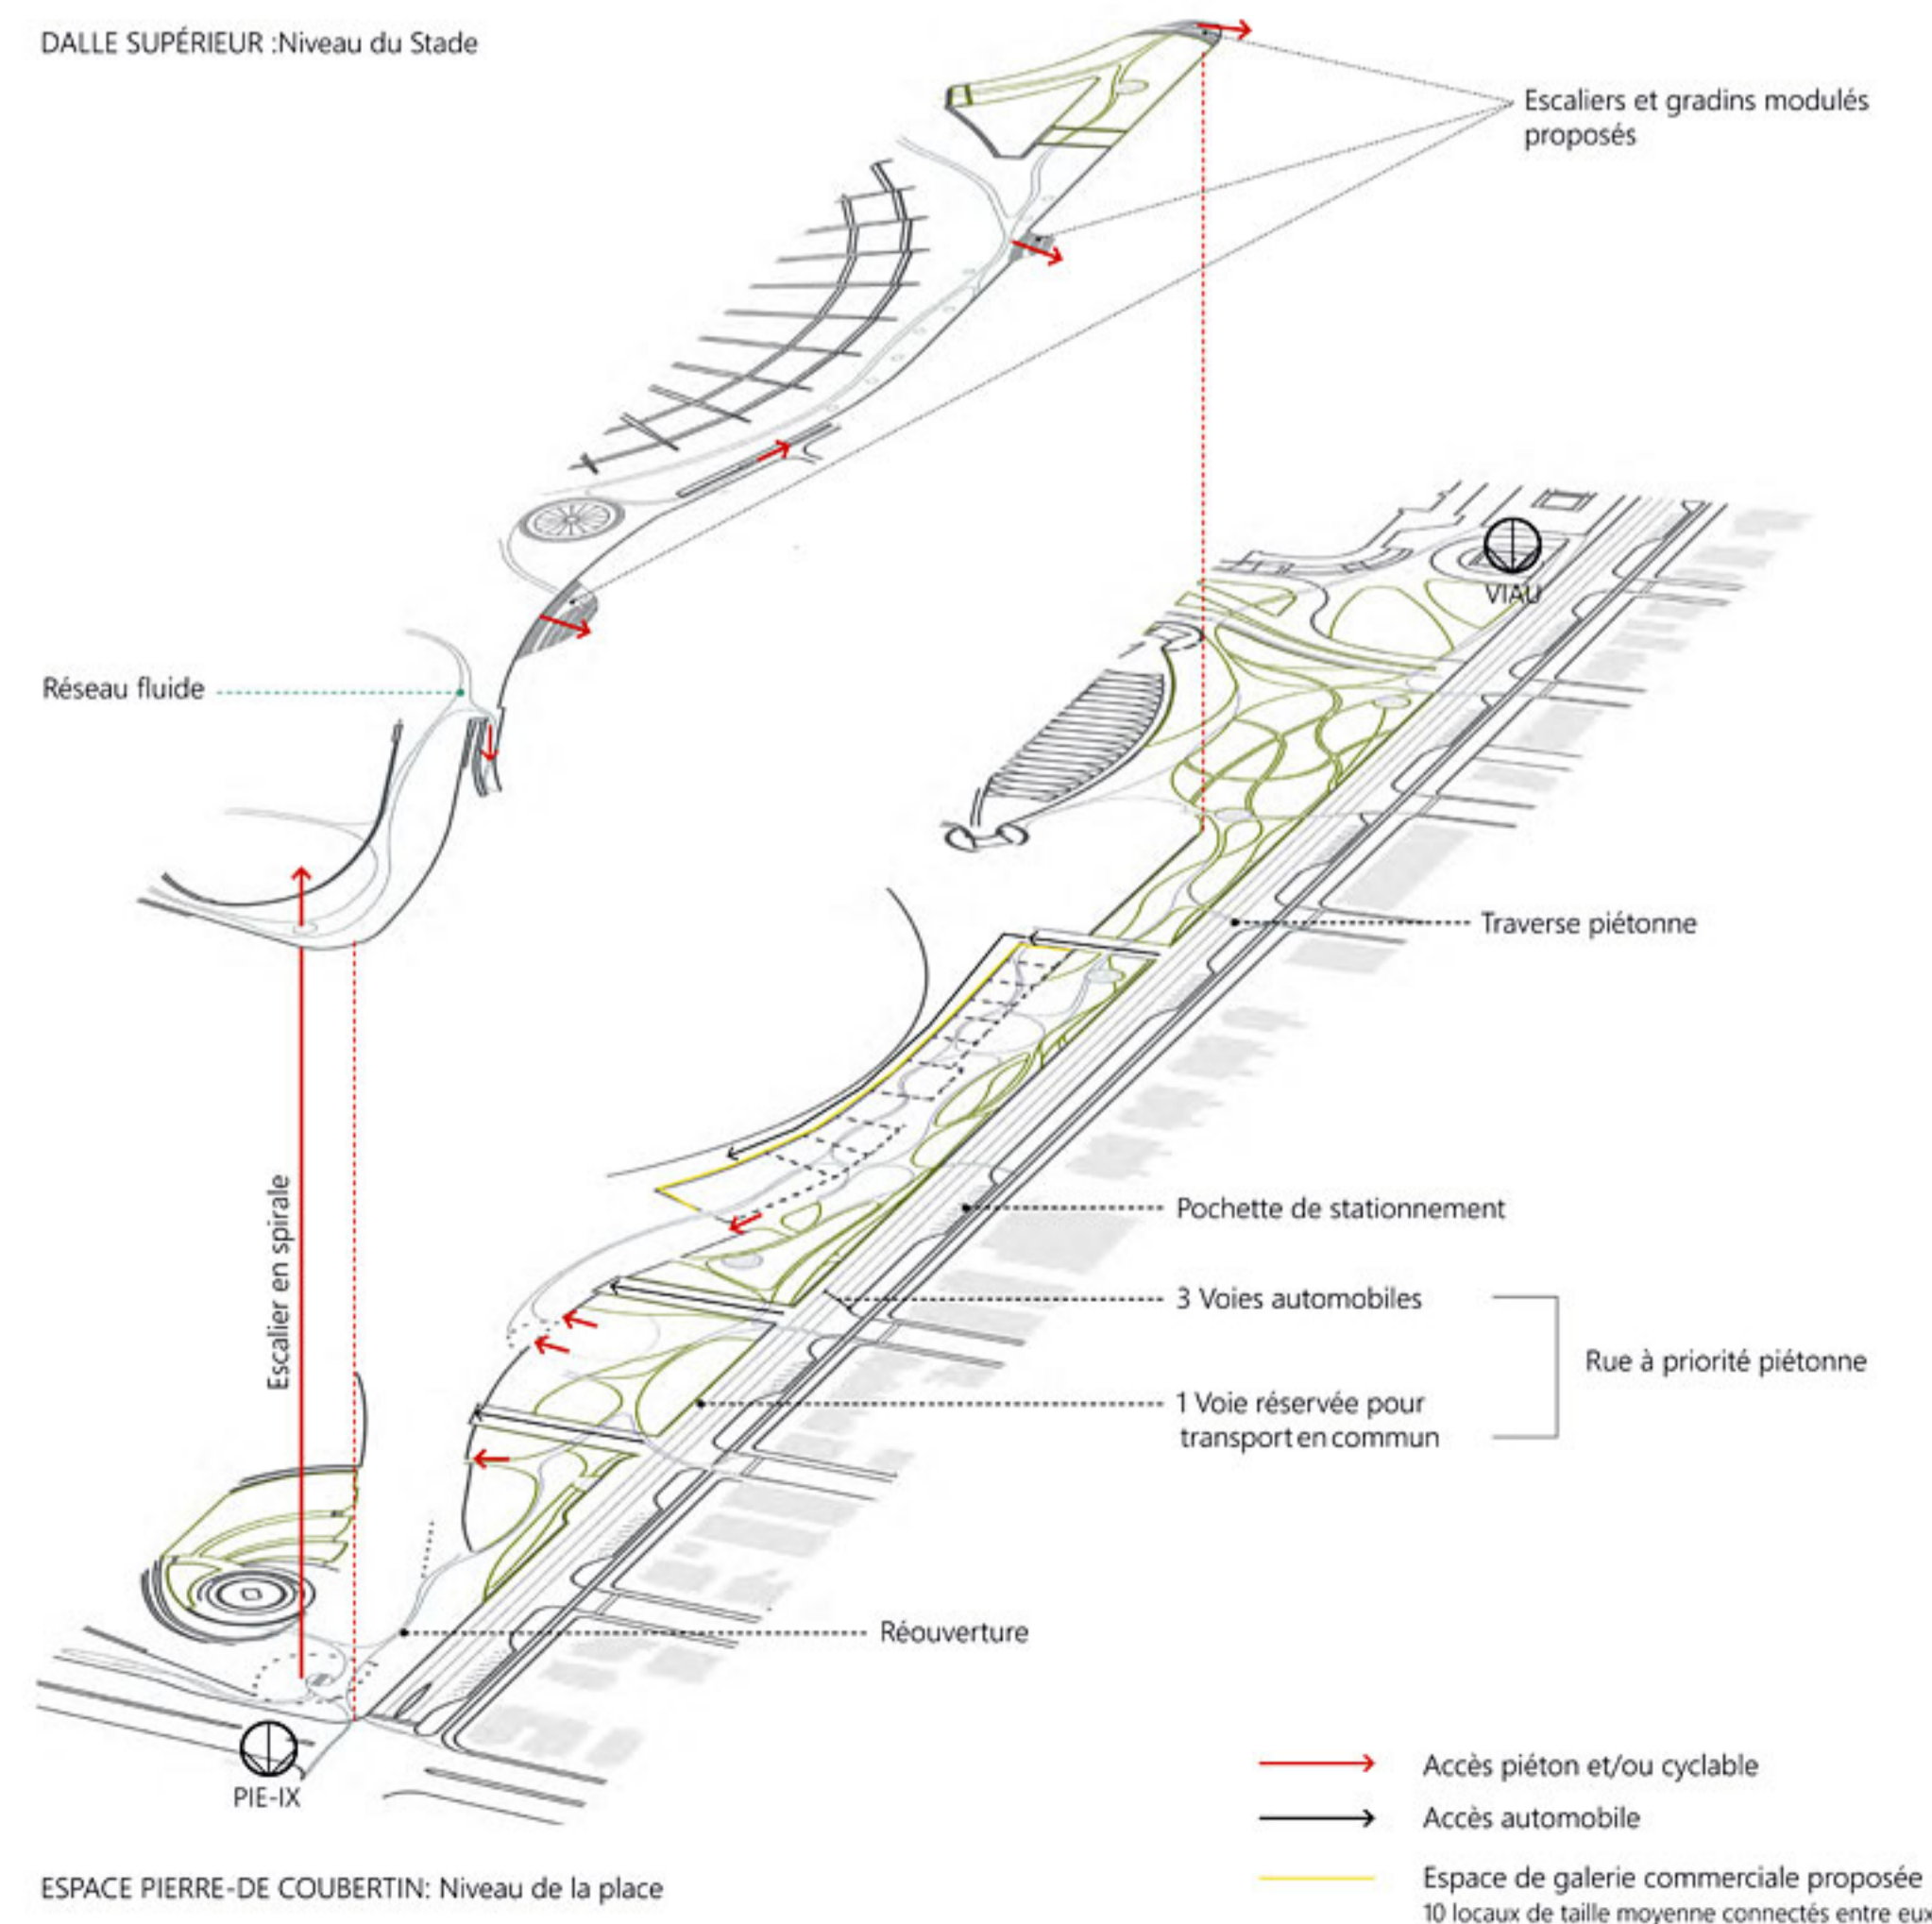 DALLE SUPÉRIEUR :Niveau du Stade
Escaliers et gradins modulés
proposés
VIAU
Réseau fluide
Traverse piétonne
Escalier en spirale
Pochette de stationnement
3 Voies automobiles
Rue à priorité piétonne
1 Voie réservée pour
transport en commun
Réouverture
PIE-IX
Accès piéton et/ou cyclable
Accès automobile
ESPACE PIERRE-DE COUBERTIN: Niveau de la place
Espace de galerie commerciale proposée
10 locaux de taille moyenne connectés entre eux